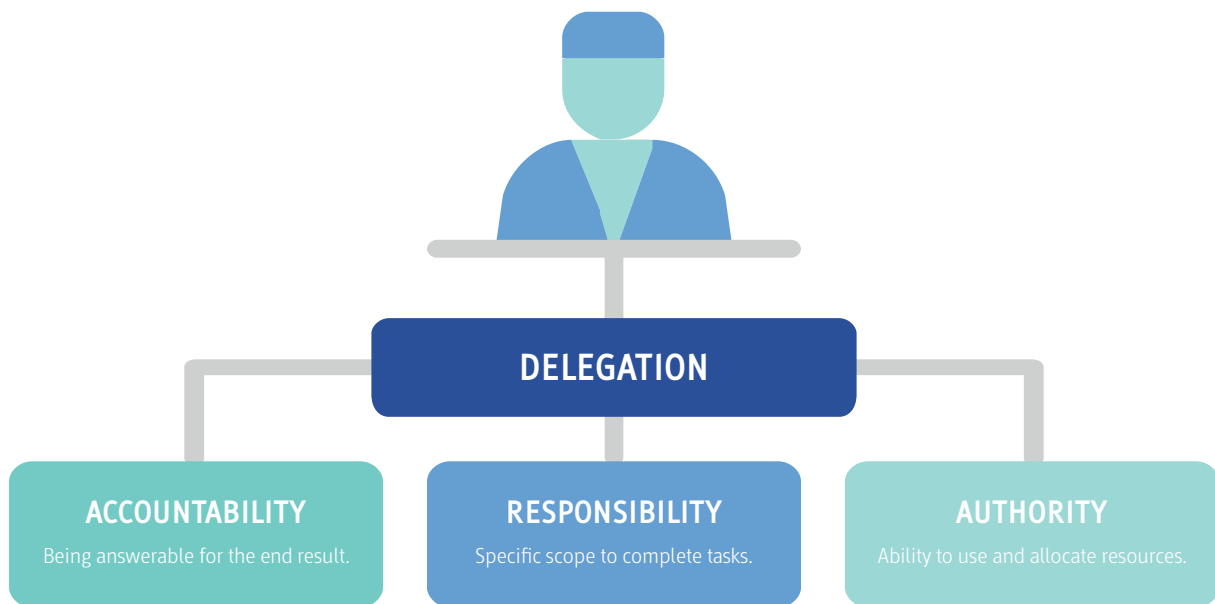 DELEGATION
ACCOUNTABILITY
Being answerable for the end result.
RESPONSIBILITY
Specific scope to complete tasks.
AUTHORITY
Ability to use and allocate resources.